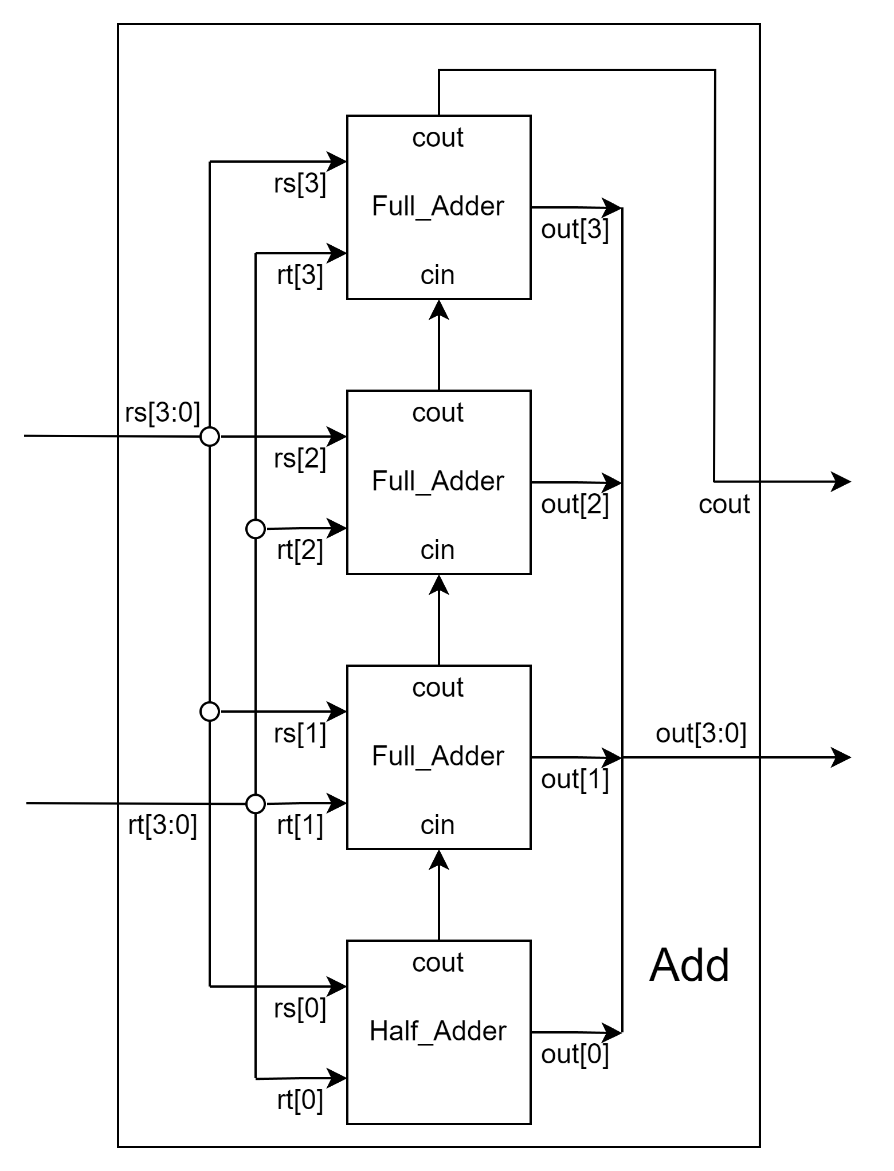 cout
rs[3]
Full_Adder
out[3]
rt[3]
cin
rs[3:0]
cout
rs[2]
Full_Adder
out[2]
cout
rt[2]
cin
cout
rs[1]
Full_Adder
out[3:0]
out[1]
rt[3:0]
rt[1]
cin
cout
Add
rs[0]
Half_Adder
out[0]
rt[0]